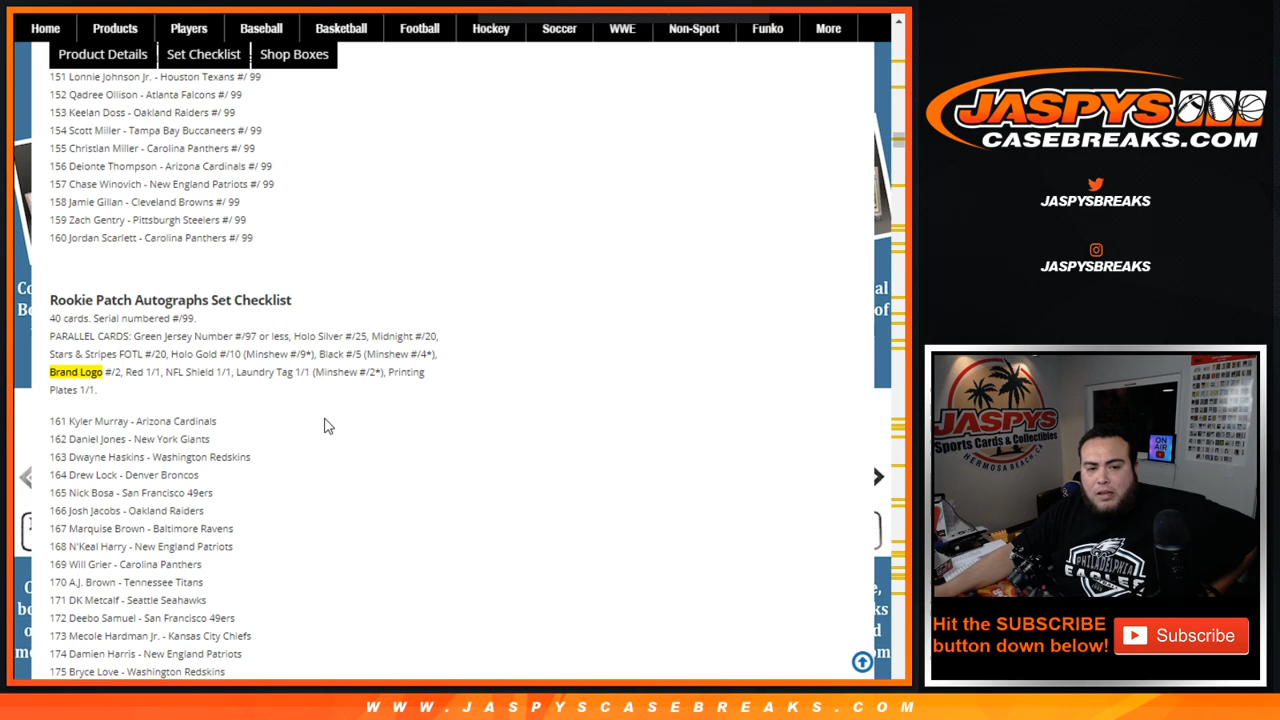 Home Products Players Baseball Basketball Football Hockey Soccer WWE Non-Sport Funko More
Product Details Set Checklist Shop Boxes
151 Lonnie Johnson Jr. - Houston Texans #/ 99
152 Qadree Ollison - Atlanta Falcons #/ 99
153 Keelan Doss - Oakland Raiders #/ 99
154 Scott Miller - Tampa Bay Buccaneers #/ 99
155 Christian Miller - Carolina Panthers #/ 99
156 Deionte Thompson - Arizona Cardinals #/ 99
157 Chase Winovich - New England Patriots #/ 99
158 Jamie Gillan - Cleveland Browns #/ 99
159 Zach Gentry - Pittsburgh Steelers #/ 99
160 Jordan Scarlett - Carolina Panthers #/ 99
Rookie Patch Autographs Set Checklist
40 cards. Serial numbered #/99.
PARALLEL CARDS: Green Jersey Number #/97 or less, Holo Silver #/25, Midnight #/20,
Stars & Stripes FOTL #/20, Holo Gold #/10 (Minshew #/9*), Black #/5 (Minshew #/4*),
Brand Logo #/2, Red 1/1, NFL Shield 1/1, Laundry Tag 1/1 (Minshew #/2*), Printing
Plates 1/1.
161 Kyler Murray - Arizona Cardinals
162 Daniel Jones - New York Giants
163 Dwayne Haskins - Washington Redskins
164 Drew Lock - Denver Broncos
165 Nick Bosa - San Francisco 49ers
166 Josh Jacobs - Oakland Raiders
167 Marquise Brown - Baltimore Ravens
168 N'Keal Harry - New England Patriots
169 Will Grier - Carolina Panthers
170 A.J. Brown - Tennessee Titans
171 DK Metcalf - Seattle Seahawks
172 Deebo Samuel - San Francisco 49ers
173 Mecole Hardman Jr. - Kansas City Chiefs
174 Damien Harris - New England Patriots
175 Bryce Love - Washington Redskins
JASPYS
CASEBREAKS.COM
JASPYSBREAKS
JASPYSBREAKS
JASPYS
Sports Cards & Collectibles
HERMOSA BEACH, CA
ON AIR
PHILADELPHIA
EAGLES
Hit the SUBSCRIBE
button down below!
Subscribe
WWW.JASPYSCASEBREAKS.COM